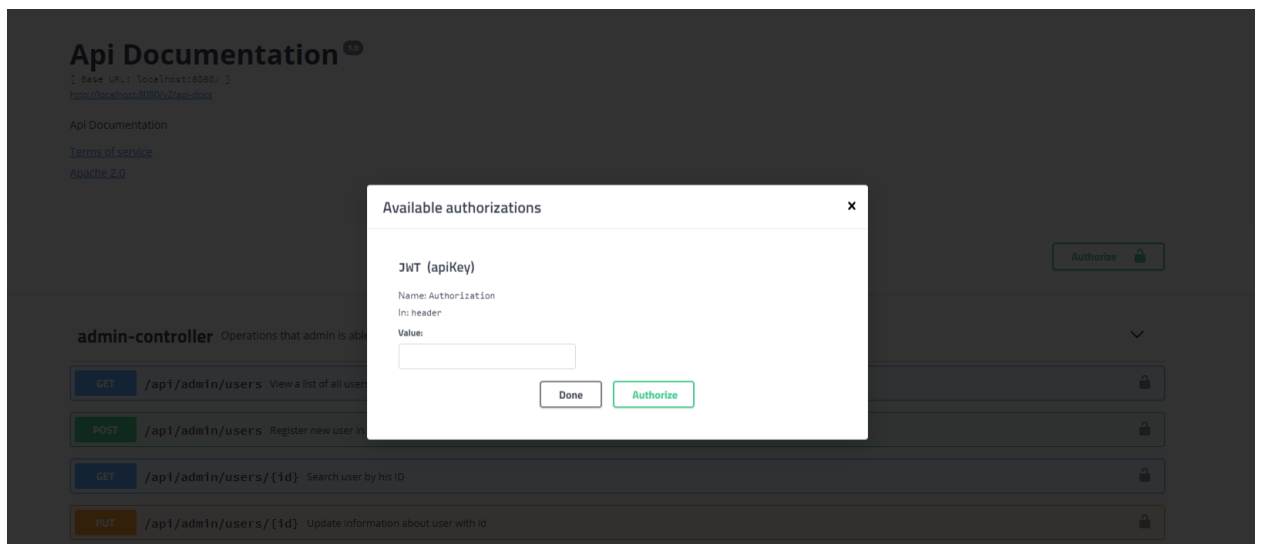 Api Documentation 1.0
[ Base URL: localhost:8080/ ]
http://localhost:8080/v2/api-docs
Api Documentation
Terms of service
Apache 2.0
Available authorizations x
JWT (apiKey)
Name: Authorization
In: header
Value:
Done Authorize
Authorize
admin-controller Operations that admin is able
GET /api/admin/users View a list of all user
POST /api/admin/users Register new user in
GET /api/admin/users/{id} Search user by his ID
PUT /api/admin/users/{id} Update information about user with id